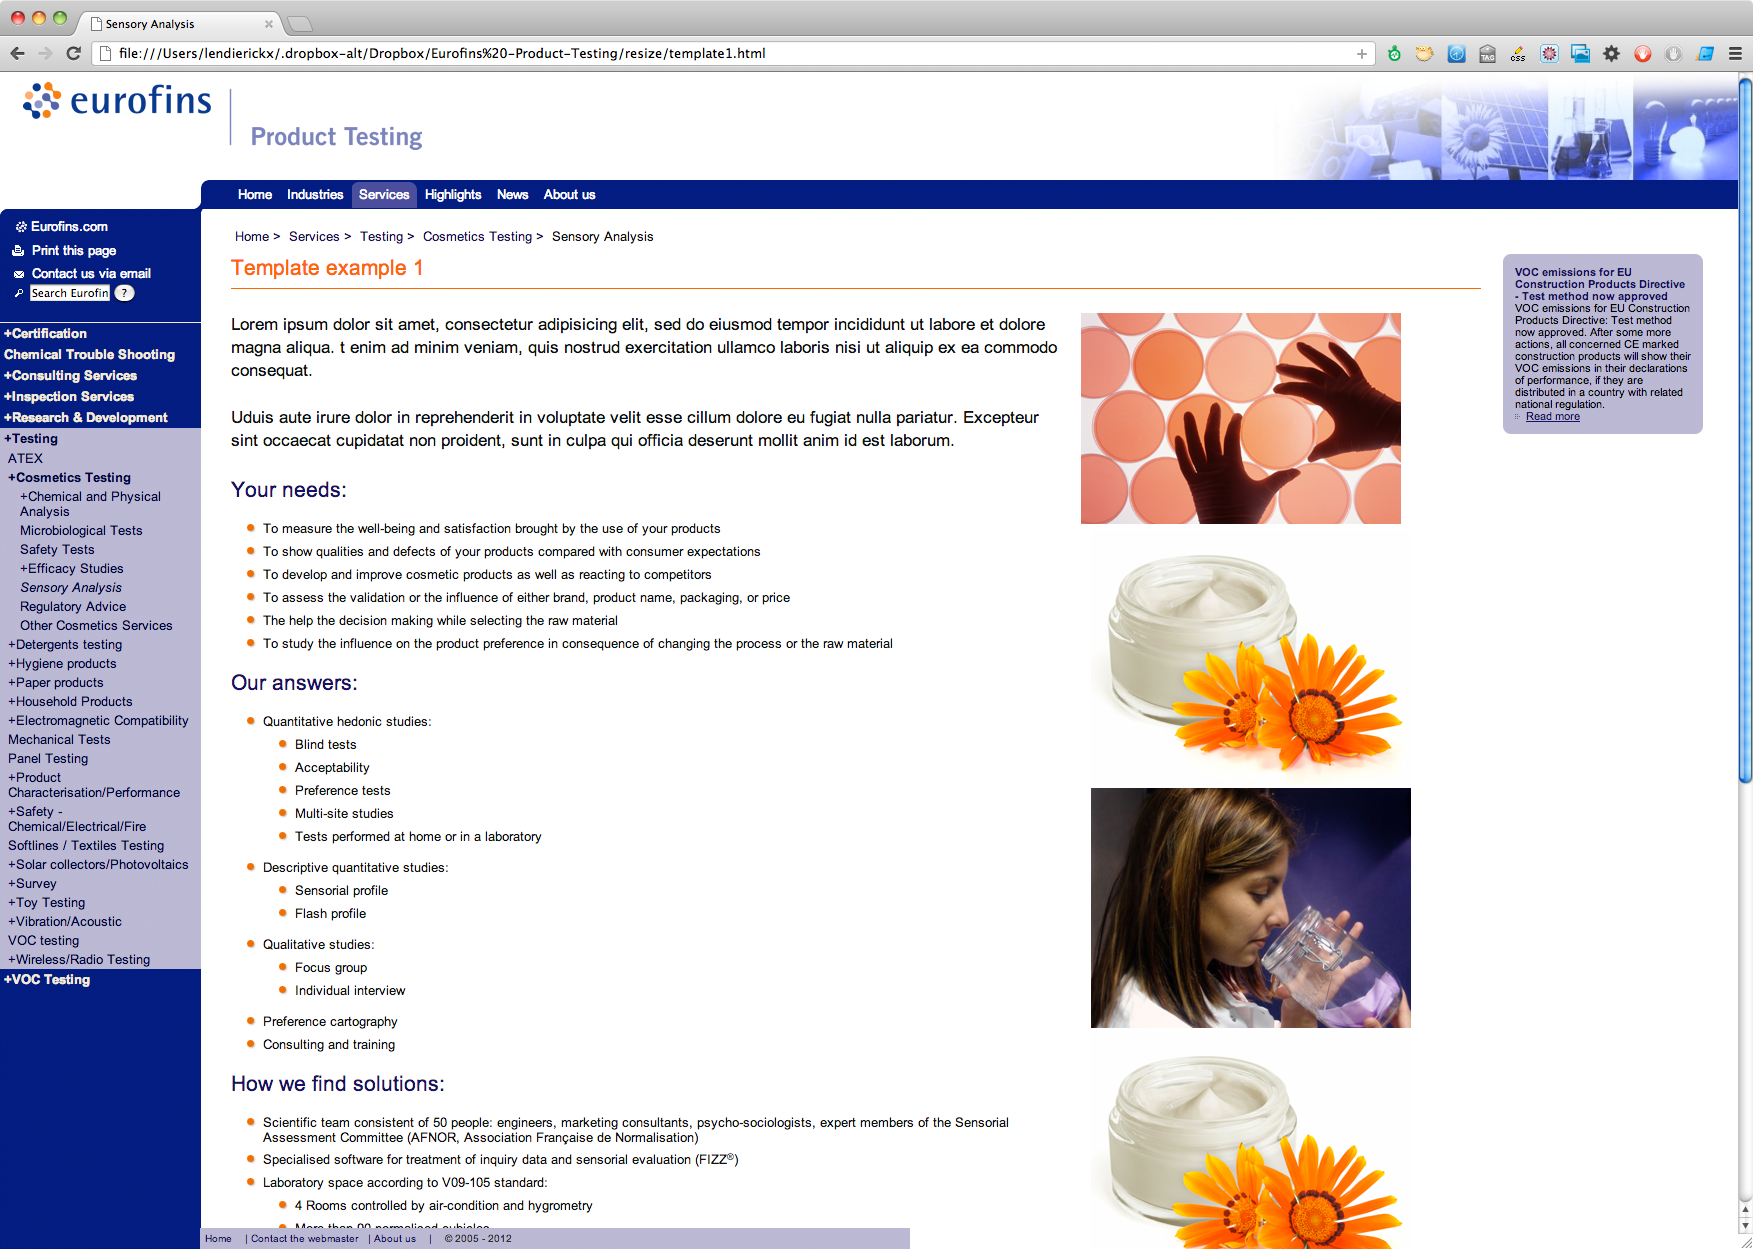 Sensory Analysis
file:///Users/lendierickx/.dropbox-alt/Dropbox/Eurofins%20-Product-Testing/resize/template1.html
TAG
css
eurofins
Product Testing
Home Industries Services Highlights News About us
Eurofins.com
Print this page
Contact us via email
Search Eurofin ?
+Certification
Chemical Trouble Shooting
+Consulting Services
+Inspection Services
+Research & Development
+Testing
ATEX
+Cosmetics Testing
+Chemical and Physical
Analysis
Microbiological Tests
Safety Tests
+Efficacy Studies
Sensory Analysis
Regulatory Advice
Other Cosmetics Services
+Detergents testing
+Hygiene products
+Paper products
+Household Products
+Electromagnetic Compatibility
Mechanical Tests
Panel Testing
+Product
Characterisation/Performance
+Safety -
Chemical/Electrical/Fire
Softlines / Textiles Testing
+Solar collectors/Photovoltaics
+Survey
+Toy Testing
+Vibration/Acoustic
VOC testing
+Wireless/Radio Testing
+VOC Testing
Home > Services > Testing > Cosmetics Testing > Sensory Analysis
Template example 1
Lorem ipsum dolor sit amet, consectetur adipisicing elit, sed do eiusmod tempor incididunt ut labore et dolore
magna aliqua. t enim ad minim veniam, quis nostrud exercitation ullamco laboris nisi ut aliquip ex ea commodo
consequat.
Uduis aute irure dolor in reprehenderit in voluptate velit esse cillum dolore eu fugiat nulla pariatur. Excepteur
sint occaecat cupidatat non proident, sunt in culpa qui officia deserunt mollit anim id est laborum.
Your needs:
To measure the well-being and satisfaction brought by the use of your products
To show qualities and defects of your products compared with consumer expectations
To develop and improve cosmetic products as well as reacting to competitors
To assess the validation or the influence of either brand, product name, packaging, or price
The help the decision making while selecting the raw material
To study the influence on the product preference in consequence of changing the process or the raw material
Our answers:
Quantitative hedonic studies:
Blind tests
Acceptability
Preference tests
Multi-site studies
Tests performed at home or in a laboratory
Descriptive quantitative studies:
Sensorial profile
Flash profile
Qualitative studies:
Focus group
Individual interview
Preference cartography
Consulting and training
How we find solutions:
Scientific team consistent of 50 people: engineers, marketing consultants, psycho-sociologists, expert members of the Sensorial
Assessment Committee (AFNOR, Association Française de Normalisation)
Specialised software for treatment of inquiry data and sensorial evaluation (FIZZ®)
Laboratory space according to V09-105 standard:
4 Rooms controlled by air-condition and hygrometry
More than 90 normalised cubicles
VOC emissions for EU
Construction Products Directive
- Test method now approved
VOC emissions for EU Construction
Products Directive: Test method
now approved. After some more
actions, all concerned CE marked
construction products will show their
VOC emissions in their declarations
of performance, if they are
distributed in a country with related
national regulation.
Read more
Home | Contact the webmaster | About us | © 2005 - 2012